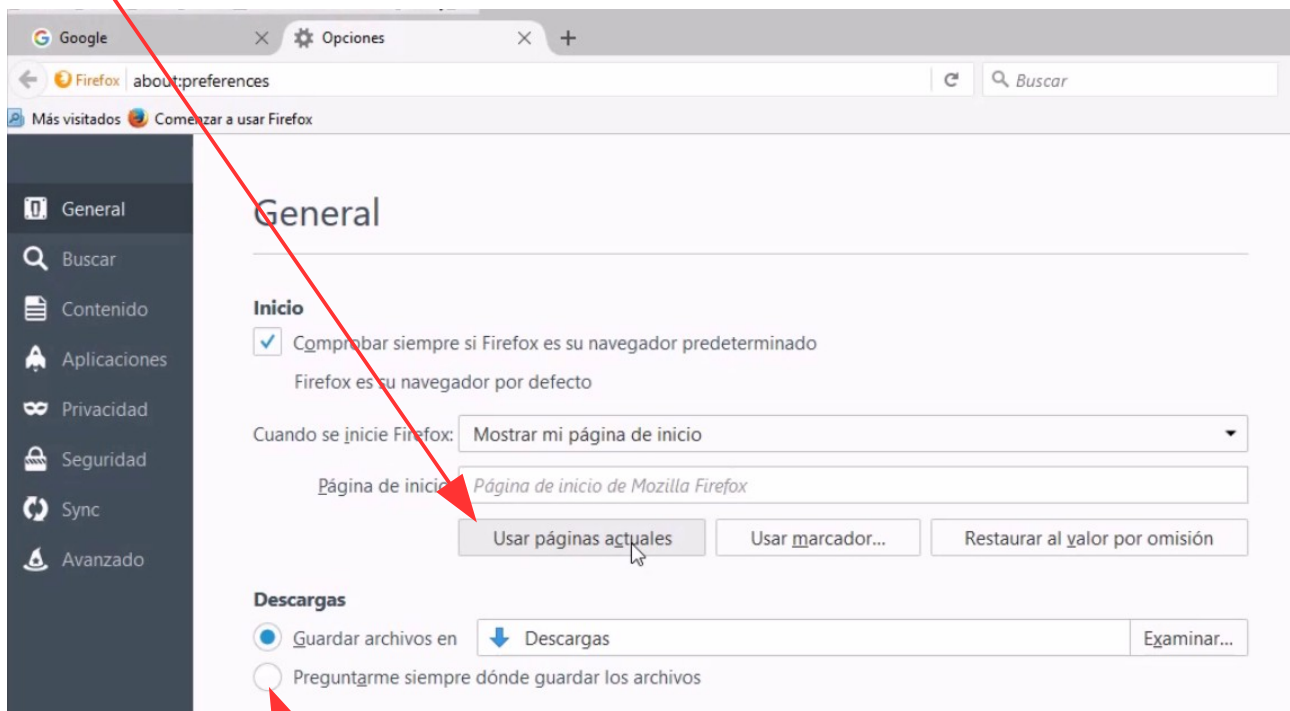 Google
Opciones
Firefox about:preferences
Buscar
Más visitados Comenzar a usar Firefox
General
Buscar
Contenido
Aplicaciones
Privacidad
Seguridad
Sync
Avanzado
General
Inicio
Comprobar siempre si Firefox es su navegador predeterminado
Firefox es su navegador por defecto
Cuando se inicie Firefox: Mostrar mi página de inicio
Página de inicio Página de inicio de Mozilla Firefox
Usar páginas actuales Usar marcador... Restaurar al valor por omisión
Descargas
Guardar archivos en Descargas Examinar...
Preguntarme siempre dónde guardar los archivos